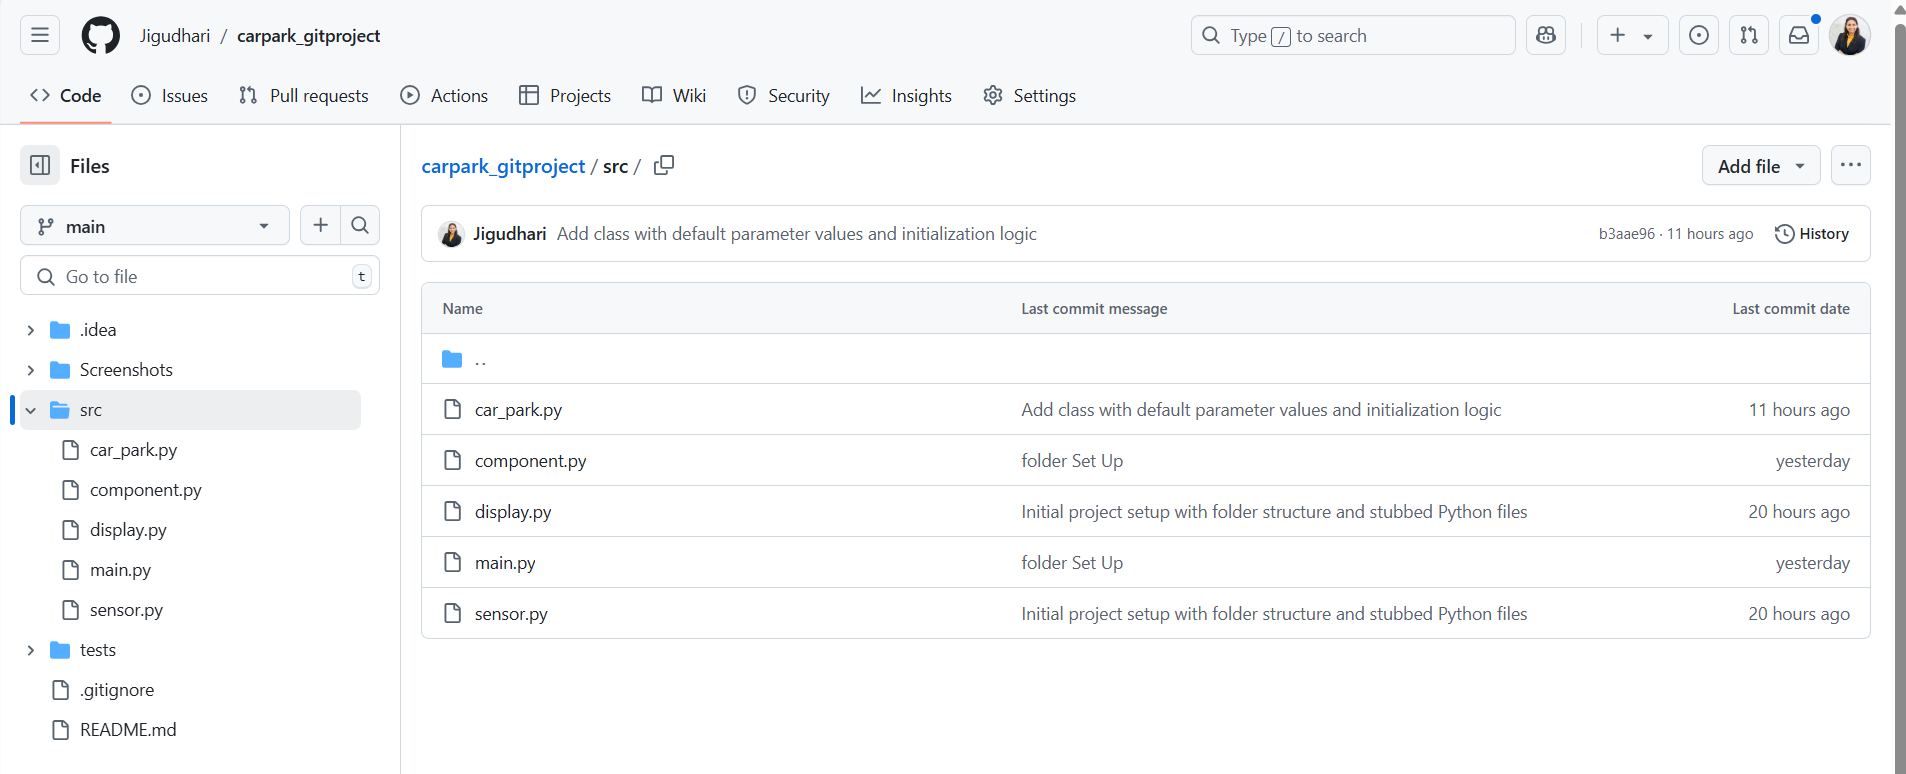 Jigudhari / carpark_gitproject
Type / to search
Code Issues Pull requests Actions Projects Wiki Security Insights Settings
Files
main
Go to file t
.idea
Screenshots
src
car_park.py
component.py
display.py
main.py
sensor.py
tests
.gitignore
README.md
carpark_gitproject / src /
Add file
Jigudhari Add class with default parameter values and initialization logic b3aae96 · 11 hours ago History
Name Last commit message Last commit date
..
car_park.py Add class with default parameter values and initialization logic 11 hours ago
component.py folder Set Up yesterday
display.py Initial project setup with folder structure and stubbed Python files 20 hours ago
main.py folder Set Up yesterday
sensor.py Initial project setup with folder structure and stubbed Python files 20 hours ago